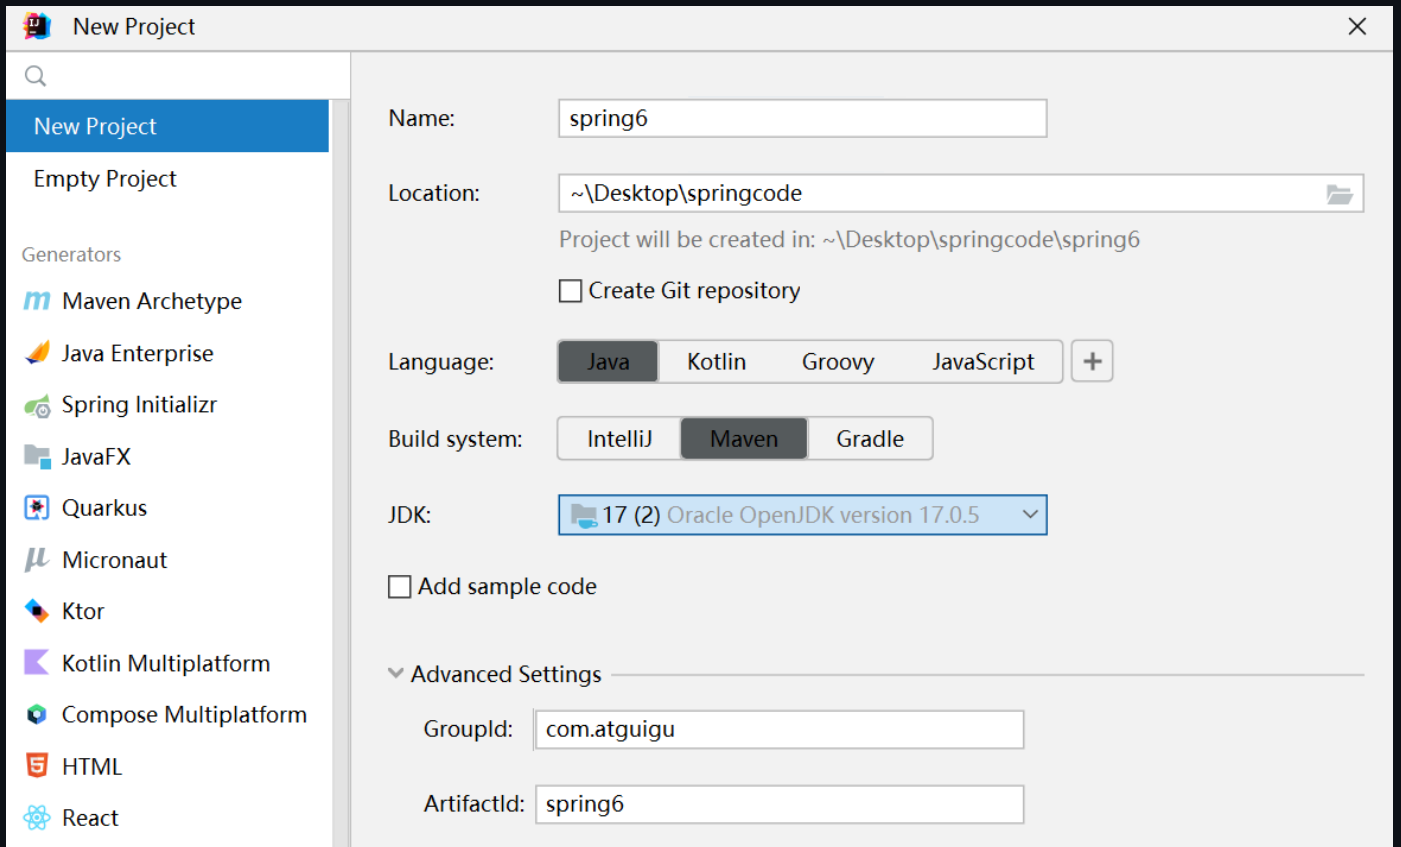 New Project
New Project
Empty Project
Generators
Maven Archetype
Java Enterprise
Spring Initializr
JavaFX
Quarkus
Micronaut
Ktor
Kotlin Multiplatform
Compose Multiplatform
HTML
React
Name: spring6
Location: ~\Desktop\springcode
Project will be created in: ~\Desktop\springcode\spring6
Create Git repository
Language: Java Kotlin Groovy JavaScript +
Build system: IntelliJ Maven Gradle
JDK: 17 (2) Oracle OpenJDK version 17.0.5
Add sample code
Advanced Settings
GroupId: com.atguigu
ArtifactId: spring6